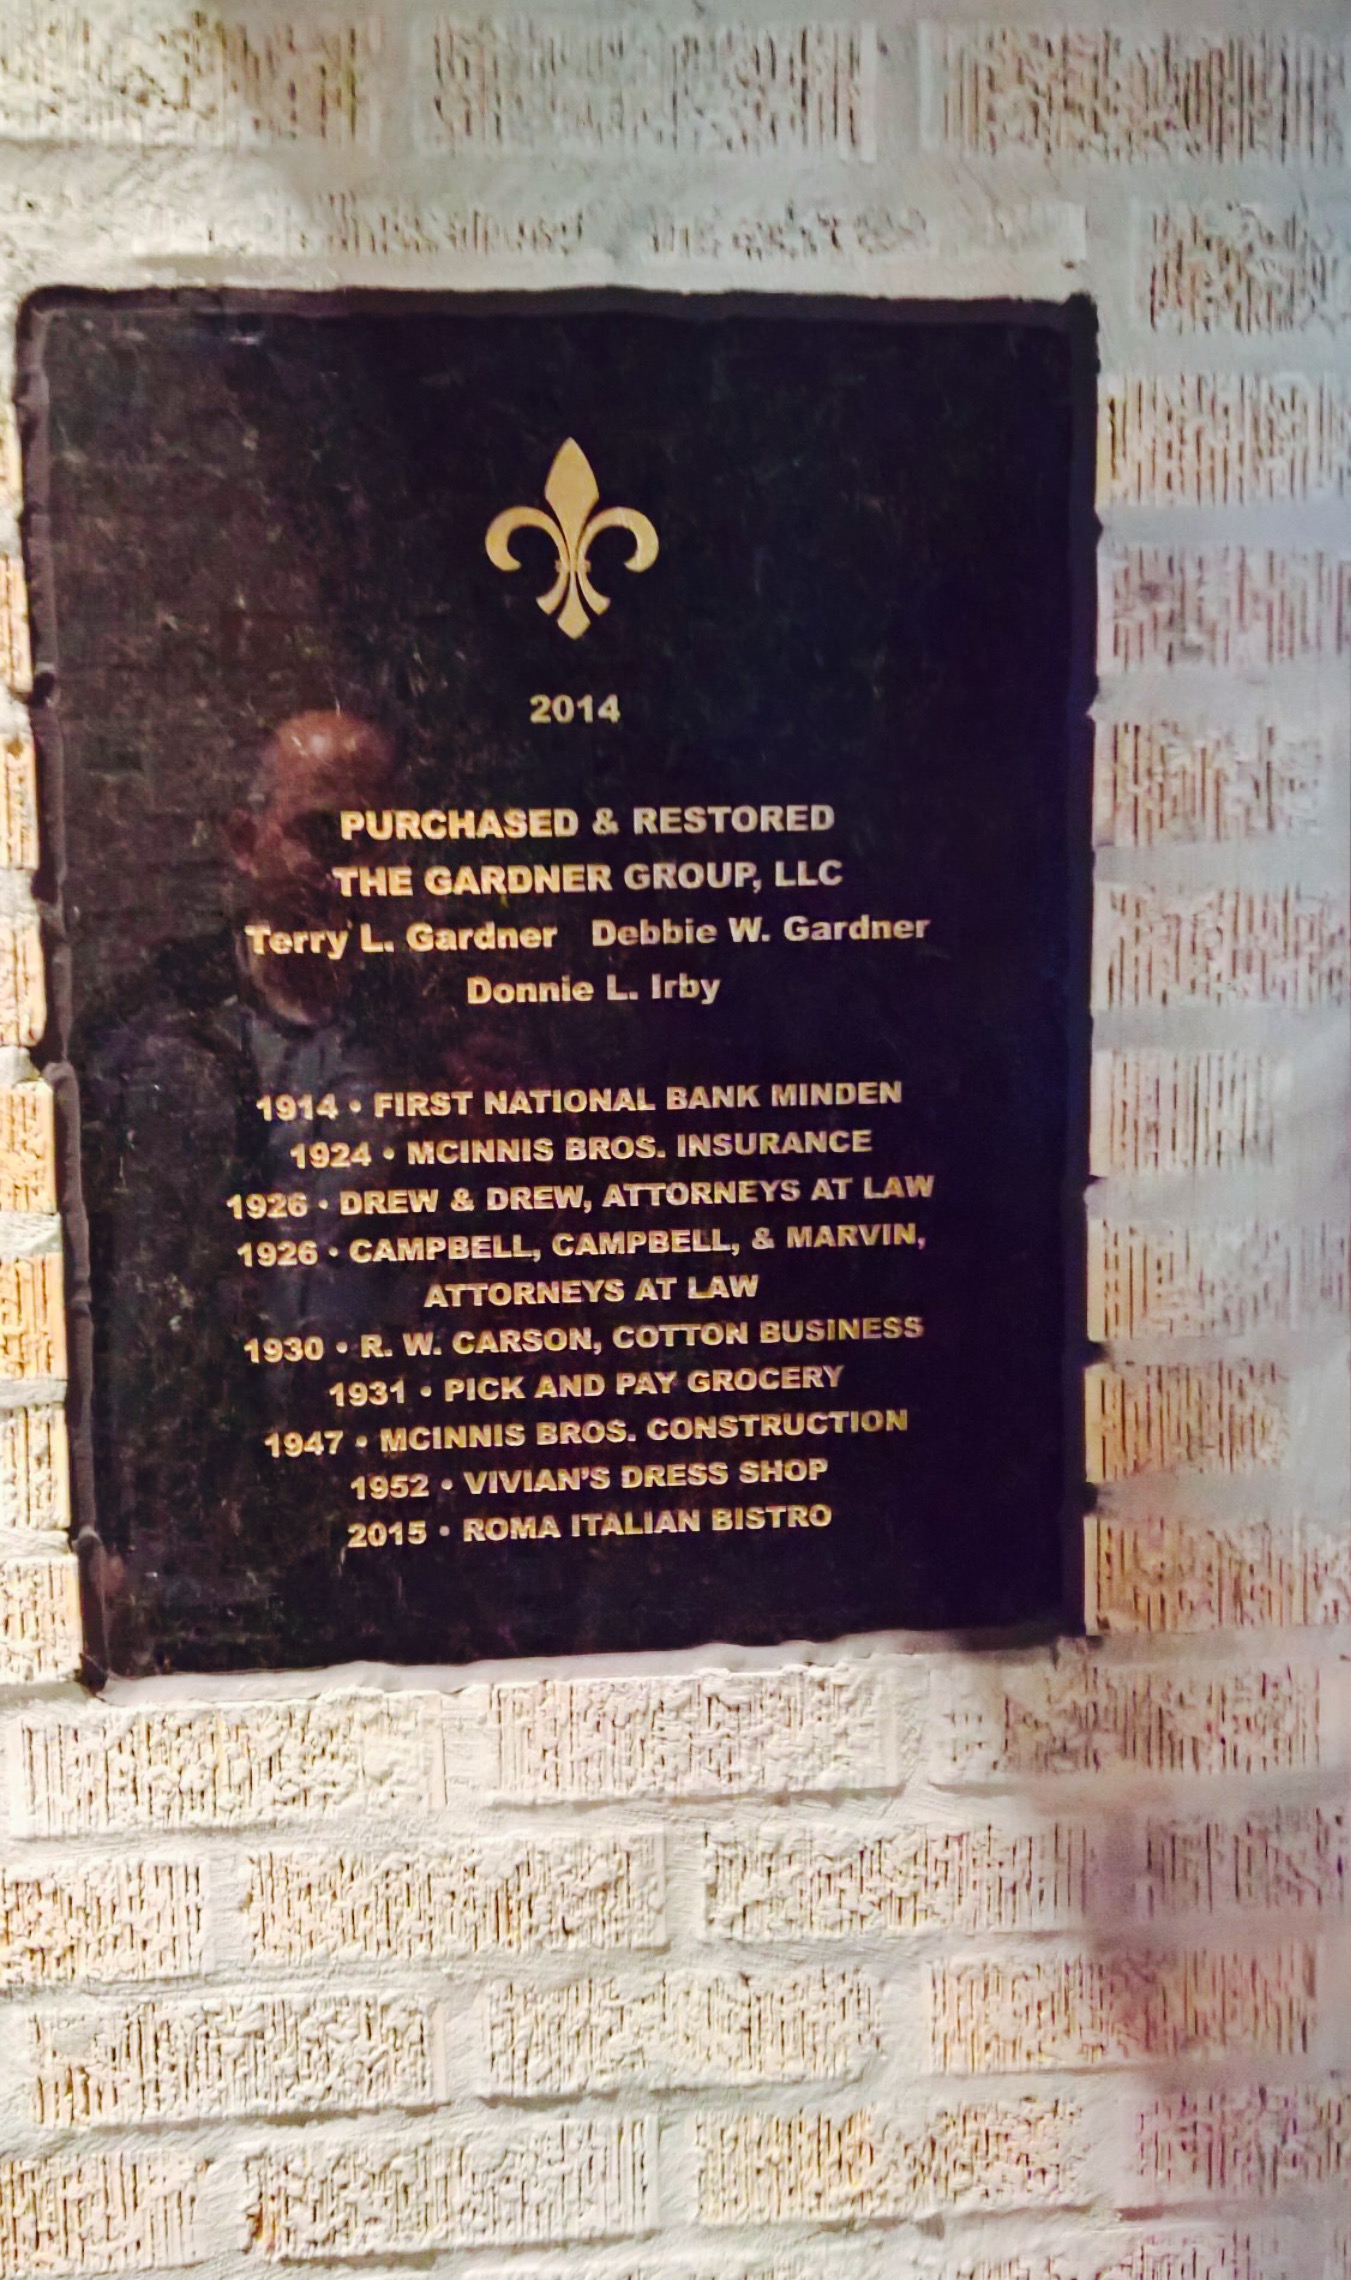 2014
PURCHASED & RESTORED
THE GARDNER GROUP, LLC
Terry L. Gardner Debbie W. Gardner
Donnie L. Irby
1914 • FIRST NATIONAL BANK MINDEN
1924 • MCINNIS BROS. INSURANCE
1926 • DREW & DREW, ATTORNEYS AT LAW
1926 • CAMPBELL, CAMPBELL, & MARVIN,
ATTORNEYS AT LAW
1930 • R. W. CARSON, COTTON BUSINESS
1931 • PICK AND PAY GROCERY
1947 • MCINNIS BROS. CONSTRUCTION
1952 • VIVIAN'S DRESS SHOP
2015 • ROMA ITALIAN BISTRO